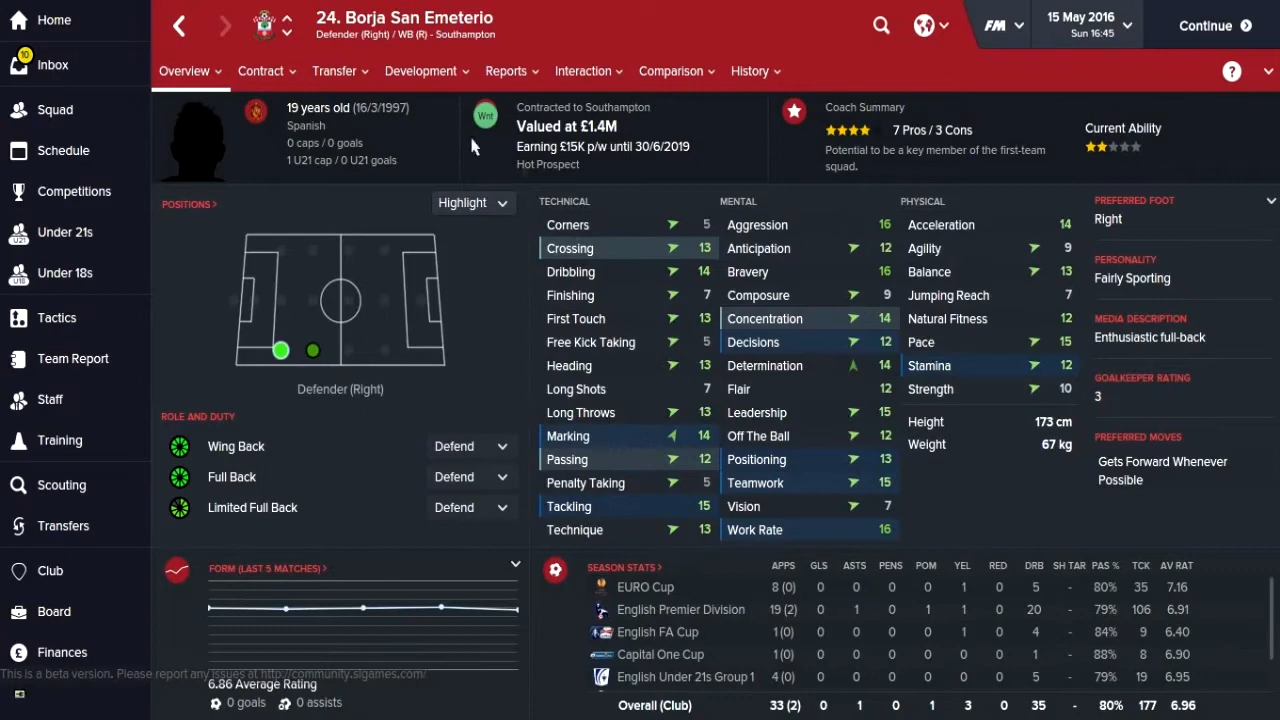 Home
10
Inbox
Squad
Schedule
Competitions
U21
Under 21s
U18
Under 18s
Tactics
Team Report
Staff
Training
Scouting
Transfers
Club
Board
£ Finances
24. Borja San Emeterio
Defender (Right) / WB (R) - Southampton
FM
15 May 2016
Sun 16:45
Continue
Overview
Contract
Transfer
Development
Reports
Interaction
Comparison
History
?
19 years old (16/3/1997)
Spanish
0 caps / 0 goals
1 U21 cap / 0 U21 goals
Wnt
Contracted to Southampton
Valued at £1.4M
Earning £15K p/w until 30/6/2019
Hot Prospect
Coach Summary
7 Pros / 3 Cons
Potential to be a key member of the first-team
squad.
Current Ability
POSITIONS >
Highlight
Defender (Right)
ROLE AND DUTY
Wing Back Defend
Full Back Defend
Limited Full Back Defend
TECHNICAL
Corners 5
Crossing 13
Dribbling 14
Finishing 7
First Touch 13
Free Kick Taking 5
Heading 13
Long Shots 7
Long Throws 13
Marking 14
Passing 12
Penalty Taking 5
Tackling 15
Technique 13
MENTAL
Aggression 16
Anticipation 12
Bravery 16
Composure 9
Concentration 14
Decisions 12
Determination 14
Flair 12
Leadership 15
Off The Ball 12
Positioning 13
Teamwork 15
Vision 7
Work Rate 16
PHYSICAL
Acceleration 14
Agility 9
Balance 13
Jumping Reach 7
Natural Fitness 12
Pace 15
Stamina 12
Strength 10
Height 173 cm
Weight 67 kg
PREFERRED FOOT
Right
PERSONALITY
Fairly Sporting
MEDIA DESCRIPTION
Enthusiastic full-back
GOALKEEPER RATING
3
PREFERRED MOVES
Gets Forward Whenever
Possible
FORM (LAST 5 MATCHES) >
6.86 Average Rating
0 goals 0 assists
SEASON STATS > APPS GLS ASTS PENS POM YEL RED DRB SH TAR PAS % TCK AV RAT
EURO Cup 8 (0) 0 0 0 0 1 0 5 - 80% 35 7.16
English Premier Division 19 (2) 0 1 0 1 1 0 20 - 79% 106 6.91
English FA Cup 1 (0) 0 0 0 0 1 0 4 - 84% 9 6.40
Capital One Cup 1 (0) 0 0 0 0 0 0 1 - 88% 8 6.90
English Under 21s Group 1 4 (0) 0 0 0 0 0 0 5 - 79% 19 6.95
Overall (Club) 33 (2) 0 1 0 1 3 0 35 - 80% 177 6.96
This is a beta version. Please report any issues at http://community.sigames.com/